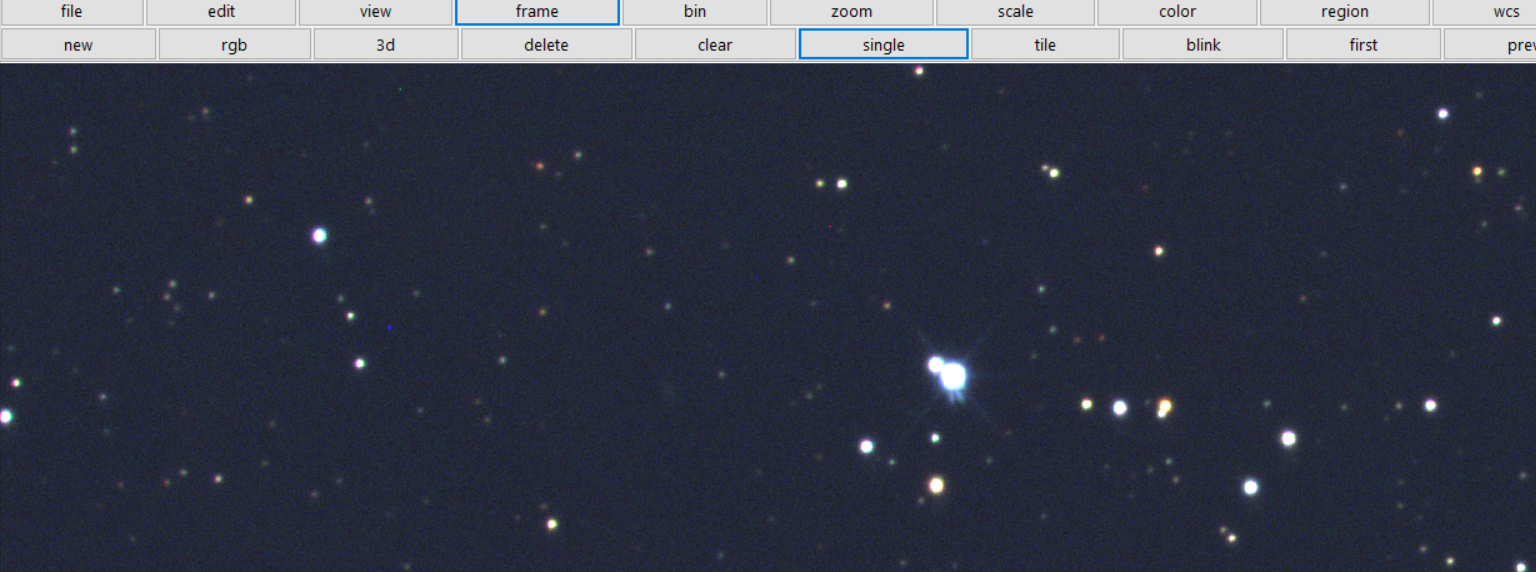 file edit view frame bin zoom scale color region wcs
new rgb 3d delete clear single tile blink first